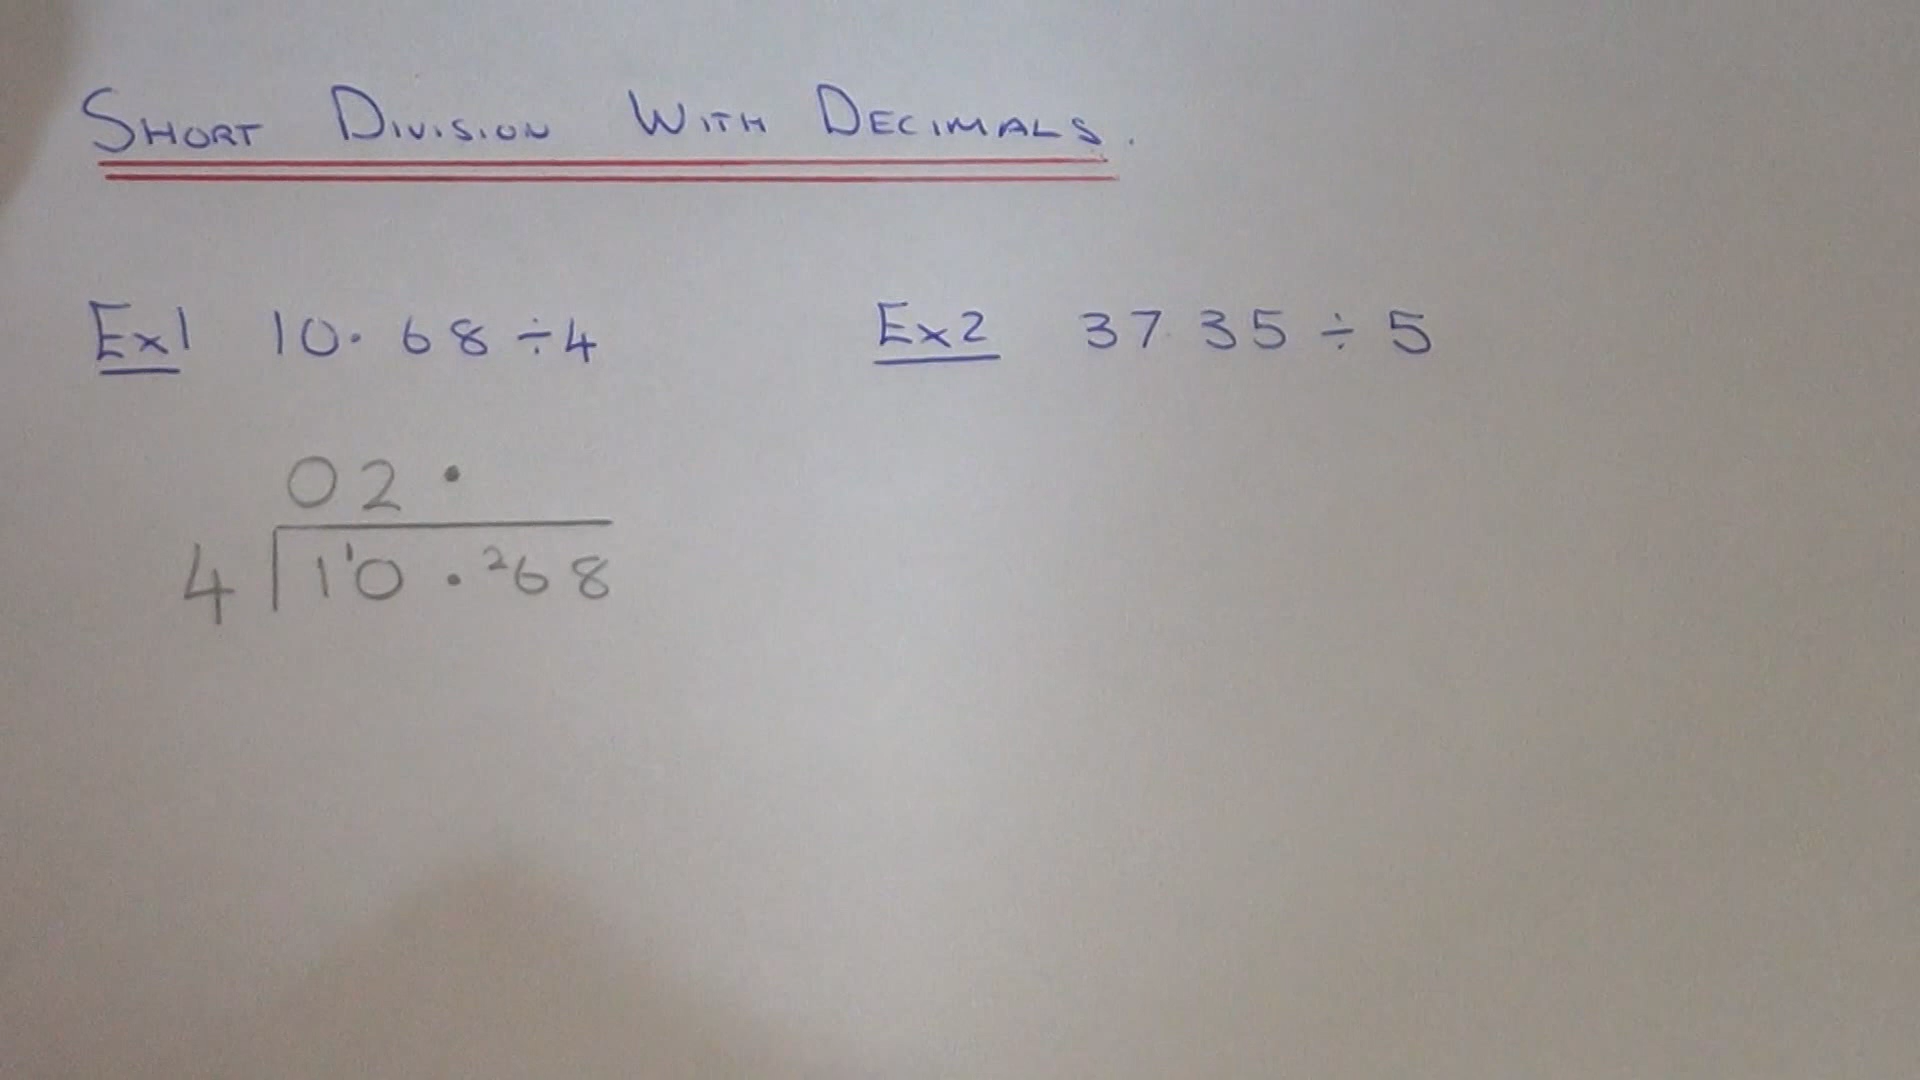 SHORT DIVISION WITH DECIMALS.
Ex1 10.68 ÷ 4
Ex2 37.35 ÷ 5
02.
4 1¹0.²68